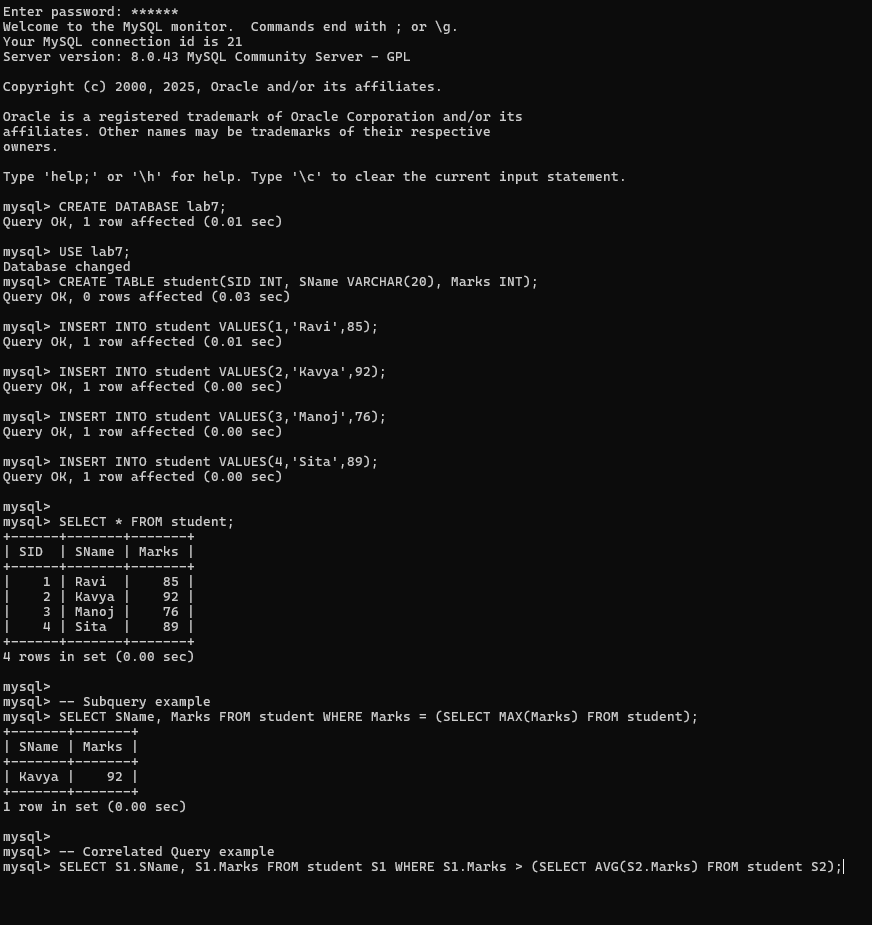 Enter password: ******
Welcome to the MySQL monitor.  Commands end with ; or \g.
Your MySQL connection id is 21
Server version: 8.0.43 MySQL Community Server - GPL

Copyright (c) 2000, 2025, Oracle and/or its affiliates.

Oracle is a registered trademark of Oracle Corporation and/or its
affiliates. Other names may be trademarks of their respective
owners.

Type 'help;' or '\h' for help. Type '\c' to clear the current input statement.

mysql> CREATE DATABASE lab7;
Query OK, 1 row affected (0.01 sec)

mysql> USE lab7;
Database changed
mysql> CREATE TABLE student(SID INT, SName VARCHAR(20), Marks INT);
Query OK, 0 rows affected (0.03 sec)

mysql> INSERT INTO student VALUES(1,'Ravi',85);
Query OK, 1 row affected (0.01 sec)

mysql> INSERT INTO student VALUES(2,'Kavya',92);
Query OK, 1 row affected (0.00 sec)

mysql> INSERT INTO student VALUES(3,'Manoj',76);
Query OK, 1 row affected (0.00 sec)

mysql> INSERT INTO student VALUES(4,'Sita',89);
Query OK, 1 row affected (0.00 sec)

mysql>
mysql> SELECT * FROM student;
+------+-------+-------+
| SID  | SName | Marks |
+------+-------+-------+
|    1 | Ravi  |    85 |
|    2 | Kavya |    92 |
|    3 | Manoj |    76 |
|    4 | Sita  |    89 |
+------+-------+-------+
4 rows in set (0.00 sec)

mysql>
mysql> -- Subquery example
mysql> SELECT SName, Marks FROM student WHERE Marks = (SELECT MAX(Marks) FROM student);
+-------+-------+
| SName | Marks |
+-------+-------+
| Kavya |    92 |
+-------+-------+
1 row in set (0.00 sec)

mysql>
mysql> -- Correlated Query example
mysql> SELECT S1.SName, S1.Marks FROM student S1 WHERE S1.Marks > (SELECT AVG(S2.Marks) FROM student S2);